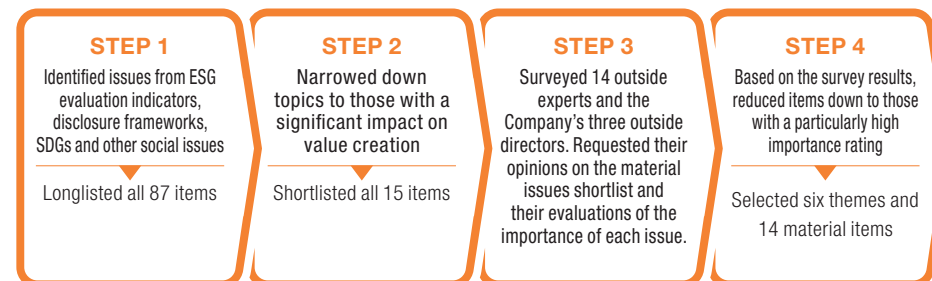 STEP 1
Identified issues from ESG
evaluation indicators,
disclosure frameworks,
SDGs and other social issues
Longlisted all 87 items
STEP 2
Narrowed down
topics to those with a
significant impact on
value creation
Shortlisted all 15 items
STEP 3
Surveyed 14 outside
experts and the
Company's three outside
directors. Requested their
opinions on the material
issues shortlist and
their evaluations of the
importance of each issue.
STEP 4
Based on the survey results,
reduced items down to those
with a particularly high
importance rating
Selected six themes and
14 material items